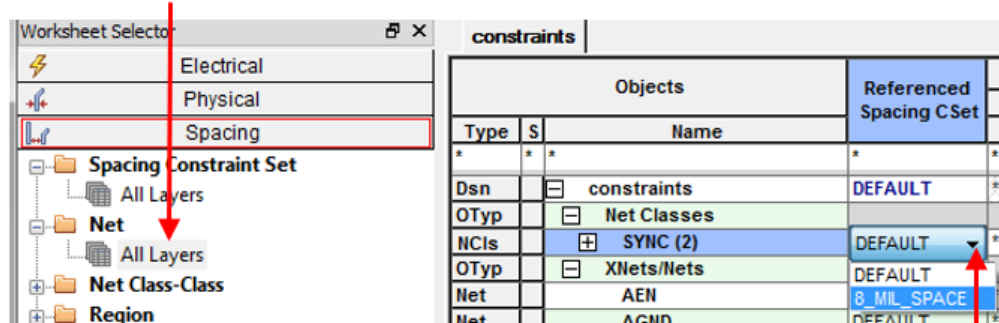 Worksheet Selector
Electrical
Physical
Spacing
Spacing Constraint Set
All Layers
Net
All Layers
Net Class-Class
Region
constraints
Objects
Referenced Spacing CSet
Type S Name
* * * * *
Dsn constraints DEFAULT *
OTyp Net Classes
NCls SYNC (2) DEFAULT *
OTyp XNets/Nets DEFAULT
Net AEN 8_MIL_SPACE
Net AGND DEFAULT *